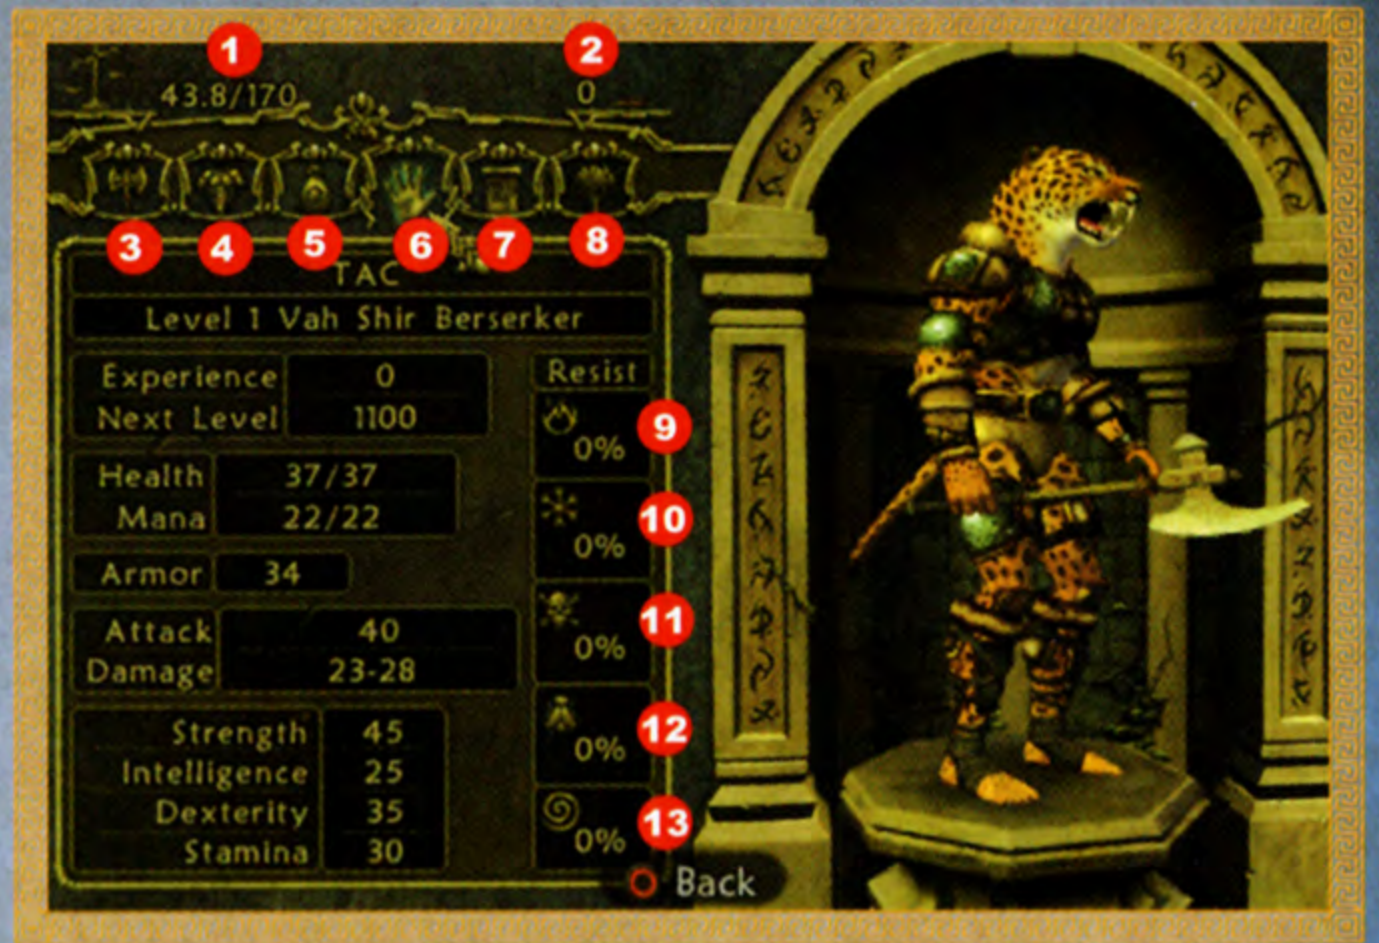 1
2
43.8/170
0
3 4 5 6 7 8
TAC
Level 1 Vah Shir Berserker
Experience 0
Next Level 1100
Resist
9
0%
Health 37/37
Mana 22/22
10
0%
Armor 34
11
0%
Attack 40
Damage 23-28
12
0%
Strength 45
Intelligence 25
Dexterity 35
Stamina 30
13
0%
Back